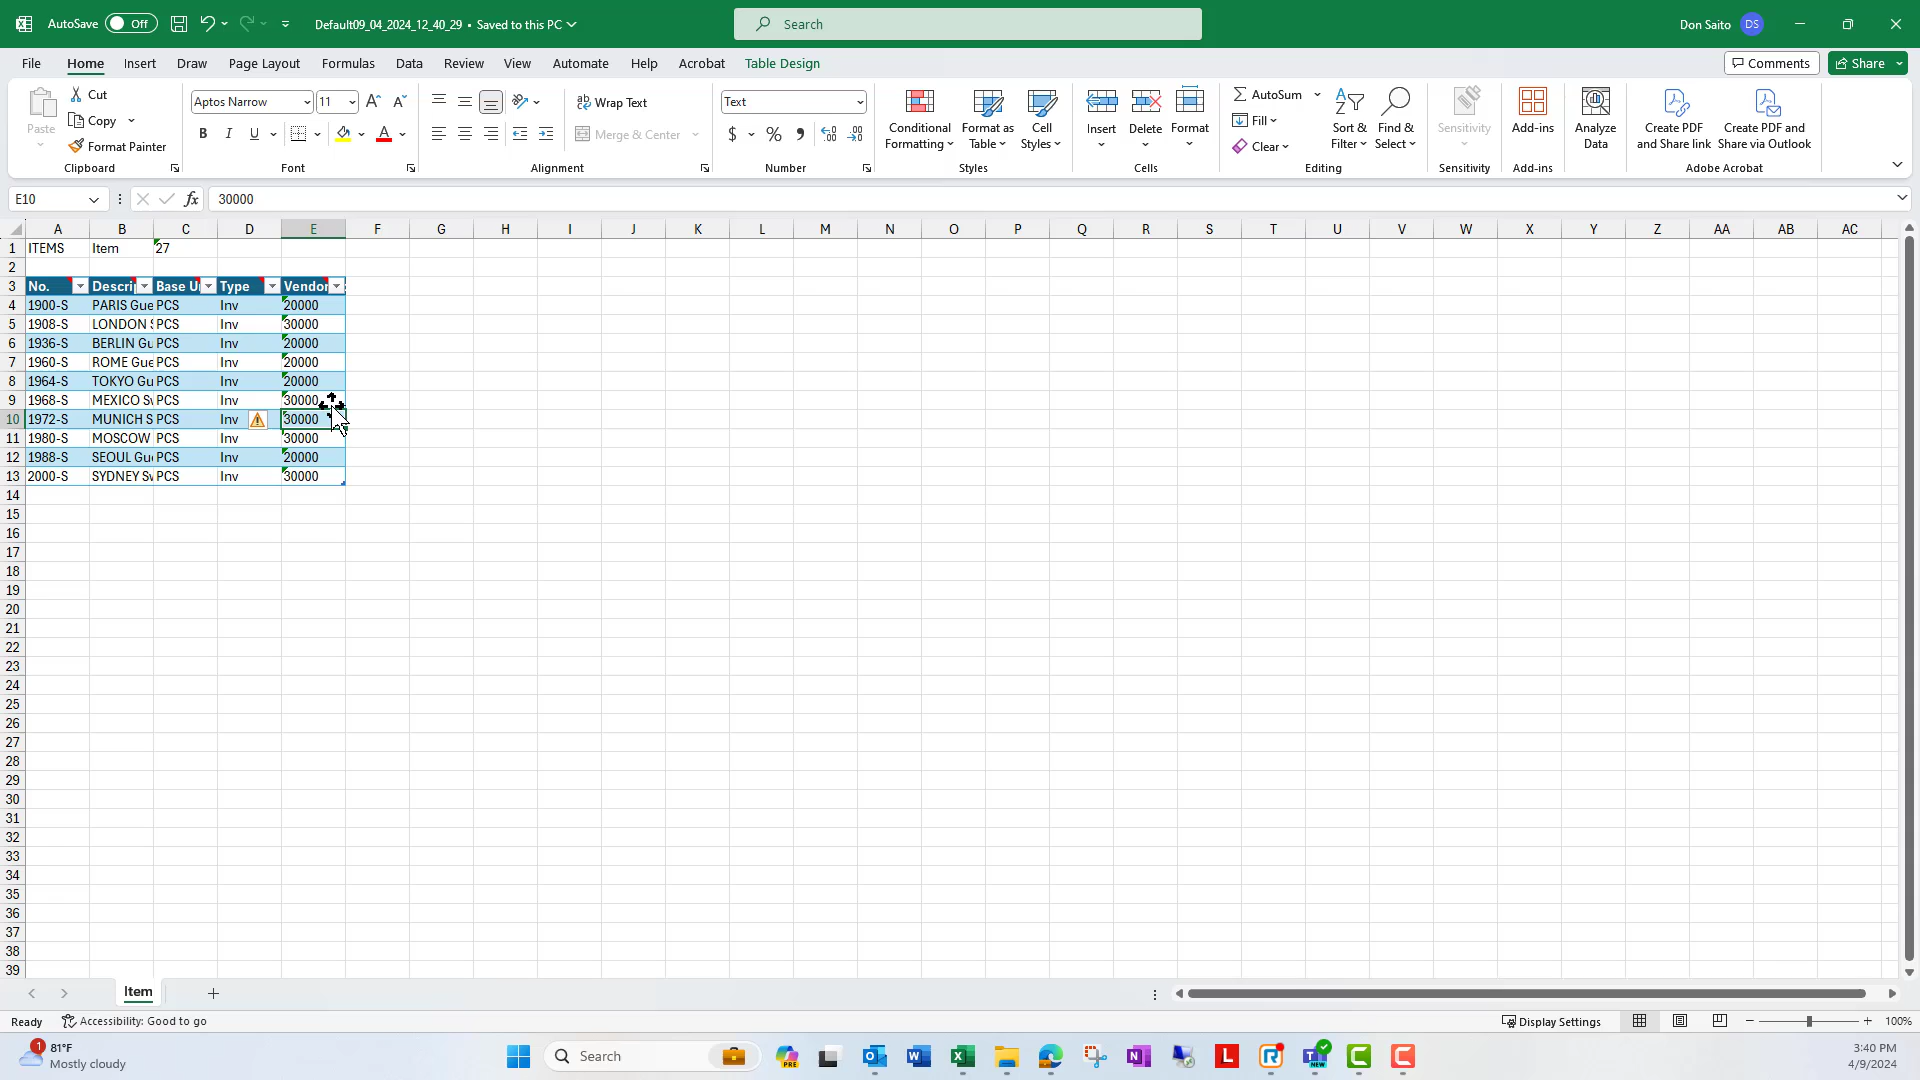 AutoSave Off Default09_04_2024_12_40_29 • Saved to this PC Search Don Saito DS
File Home Insert Draw Page Layout Formulas Data Review View Automate Help Acrobat Table Design Comments Share
Paste Cut Copy Format Painter Clipboard
Aptos Narrow 11 B I U A Font
Wrap Text Merge & Center Alignment
Text $ % Number
Conditional Formatting Format as Table Cell Styles Styles
Insert Delete Format Cells
AutoSum Fill Clear Sort & Filter Find & Select Editing
Sensitivity Sensitivity
Add-ins Add-ins
Analyze Data
Create PDF and Share link Create PDF and Share via Outlook Adobe Acrobat
E10 fx 30000
A B C D E F G H I J K L M N O P Q R S T U V W X Y Z AA AB AC
1 ITEMS Item 27
2
3 No. Descrip Base U Type Vendor
4 1900-S PARIS Gue PCS Inv 20000
5 1908-S LONDON S PCS Inv 30000
6 1936-S BERLIN Gu PCS Inv 20000
7 1960-S ROME Gue PCS Inv 20000
8 1964-S TOKYO Gu PCS Inv 20000
9 1968-S MEXICO Sw PCS Inv 30000
10 1972-S MUNICH S PCS Inv 30000
11 1980-S MOSCOW PCS Inv 30000
12 1988-S SEOUL Gu PCS Inv 20000
13 2000-S SYDNEY Sw PCS Inv 30000
14
15
16
17
18
19
20
21
22
23
24
25
26
27
28
29
30
31
32
33
34
35
36
37
38
39
Item
Ready Accessibility: Good to go Display Settings 100%
1 81°F Mostly cloudy Search PRE NEW L 3:40 PM
4/9/2024